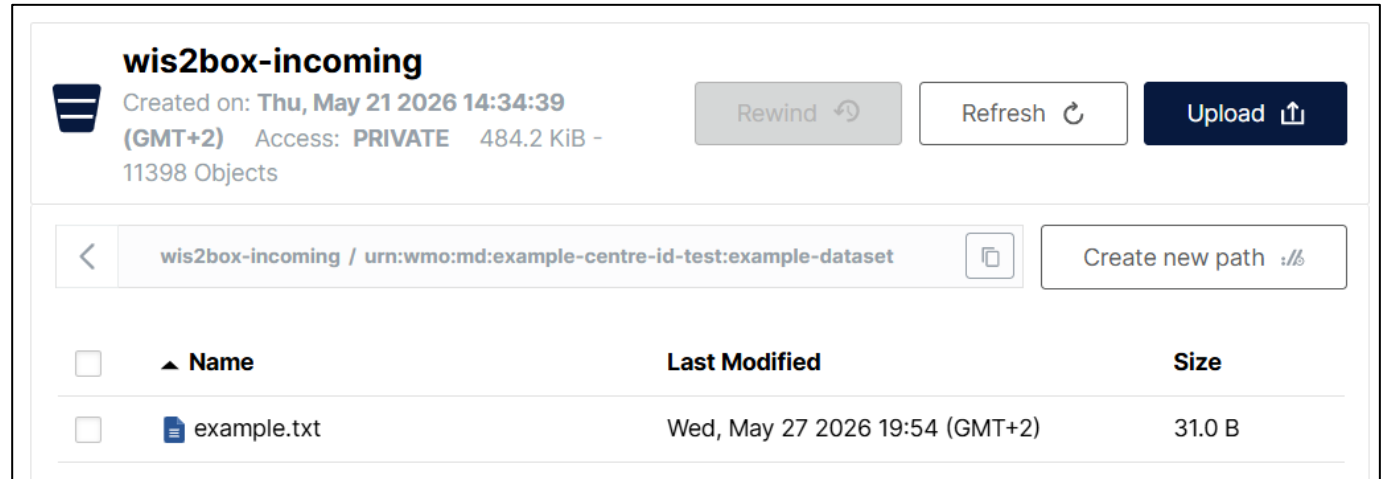 wis2box-incoming
Created on: Thu, May 21 2026 14:34:39
(GMT+2) Access: PRIVATE 484.2 KiB -
11398 Objects
Rewind
Refresh
Upload
wis2box-incoming / urn:wmo:md:example-centre-id-test:example-dataset
Create new path
Name Last Modified Size
example.txt Wed, May 27 2026 19:54 (GMT+2) 31.0 B